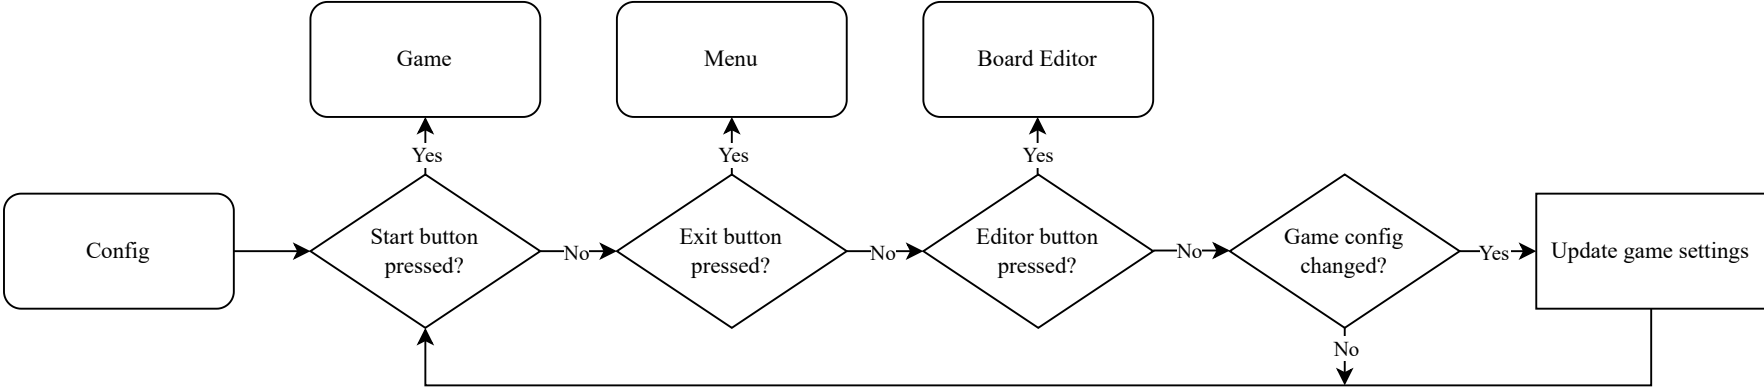 Game
Menu
Board Editor
Yes
Yes
Yes
Config
Start button
pressed?
No
Exit button
pressed?
No
Editor button
pressed?
No
Game config
changed?
Yes
Update game settings
No